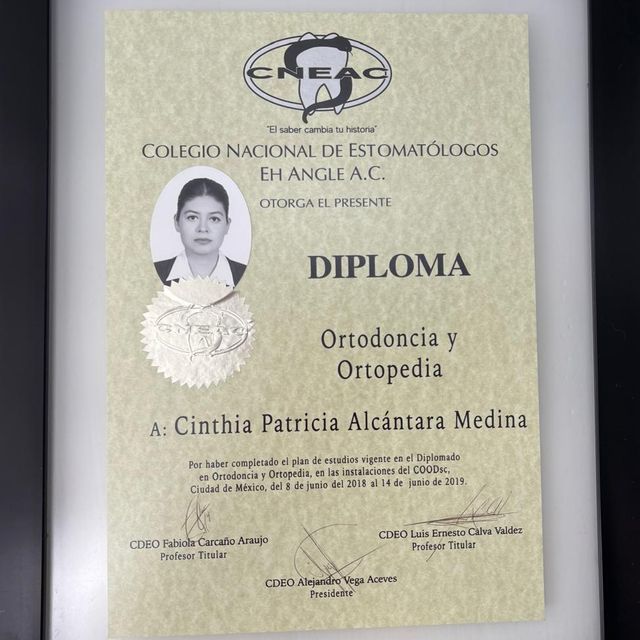 CNEAC
"El saber cambia tu historia"
COLEGIO NACIONAL DE ESTOMATÓLOGOS
EH ANGLE A.C.
OTORGA EL PRESENTE
DIPLOMA
CNEAC
Ortodoncia y
Ortopedia
A: Cinthia Patricia Alcántara Medina
Por haber completado el plan de estudios vigente en el Diplomado
en Ortodoncia y Ortopedia, en las instalaciones del COODsc,
Ciudad de México, del 8 de junio del 2018 al 14 de junio de 2019.
CDEO Fabiola Carcaño Araujo
Profesor Titular
CDEO Luis Ernesto Calva Valdez
Profesor Titular
CDEO Alejandro Vega Aceves
Presidente